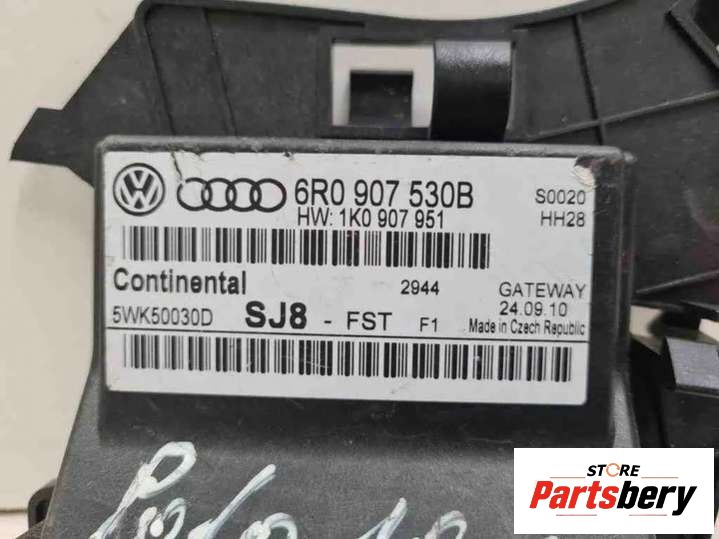 6R0 907 530B
HW: 1K0 907 951
S0020
HH28
Continental
2944
GATEWAY
24.09.10
5WK50030D
SJ8 - FST F1
Made in Czech Republic
Polo
STORE
Partsbery